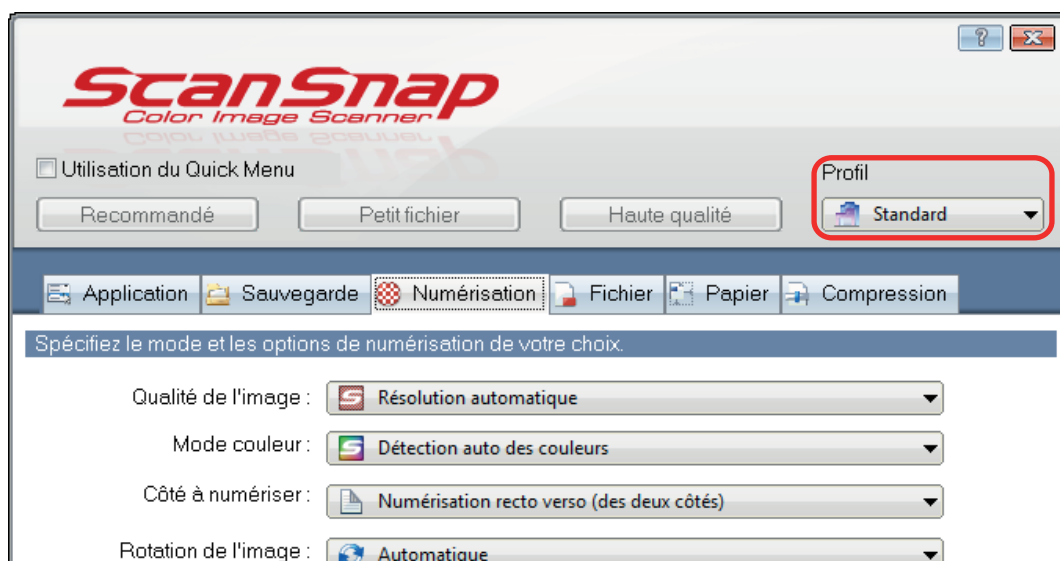 ?
ScanSnap
Color Image Scanner
Utilisation du Quick Menu
Profil
Recommandé
Petit fichier
Haute qualité
Standard
Application
Sauvegarde
Numérisation
Fichier
Papier
Compression
Spécifiez le mode et les options de numérisation de votre choix.
Qualité de l'image : Résolution automatique
Mode couleur : Détection auto des couleurs
Côté à numériser : Numérisation recto verso (des deux côtés)
Rotation de l'image : Automatique